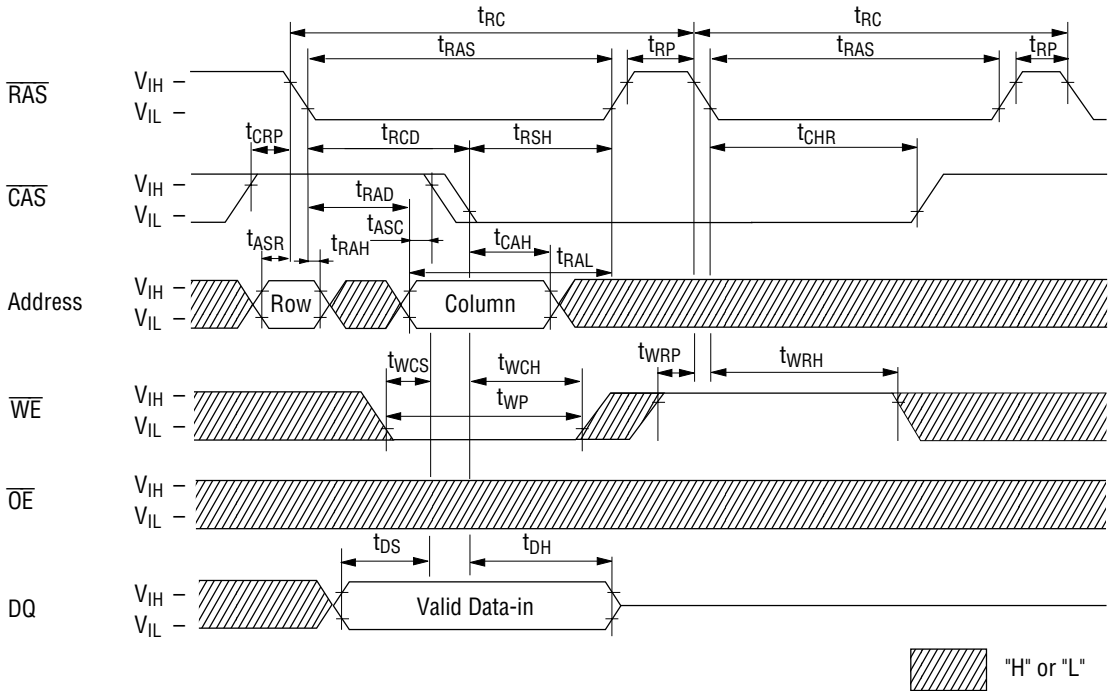 tRC tRC
tRAS tRP tRAS tRP
RAS VIH –
VIL –
tCRP tRCD tRSH tCHR
CAS VIH –
VIL –
tRAD
tASC
tASR tRAH tCAH
tRAL
Address VIH –
VIL –
Row Column
tWCS tWCH tWRP tWRH
tWP
WE VIH –
VIL –
OE VIH –
VIL –
tDS tDH
DQ VIH –
VIL –
Valid Data-in
"H" or "L"